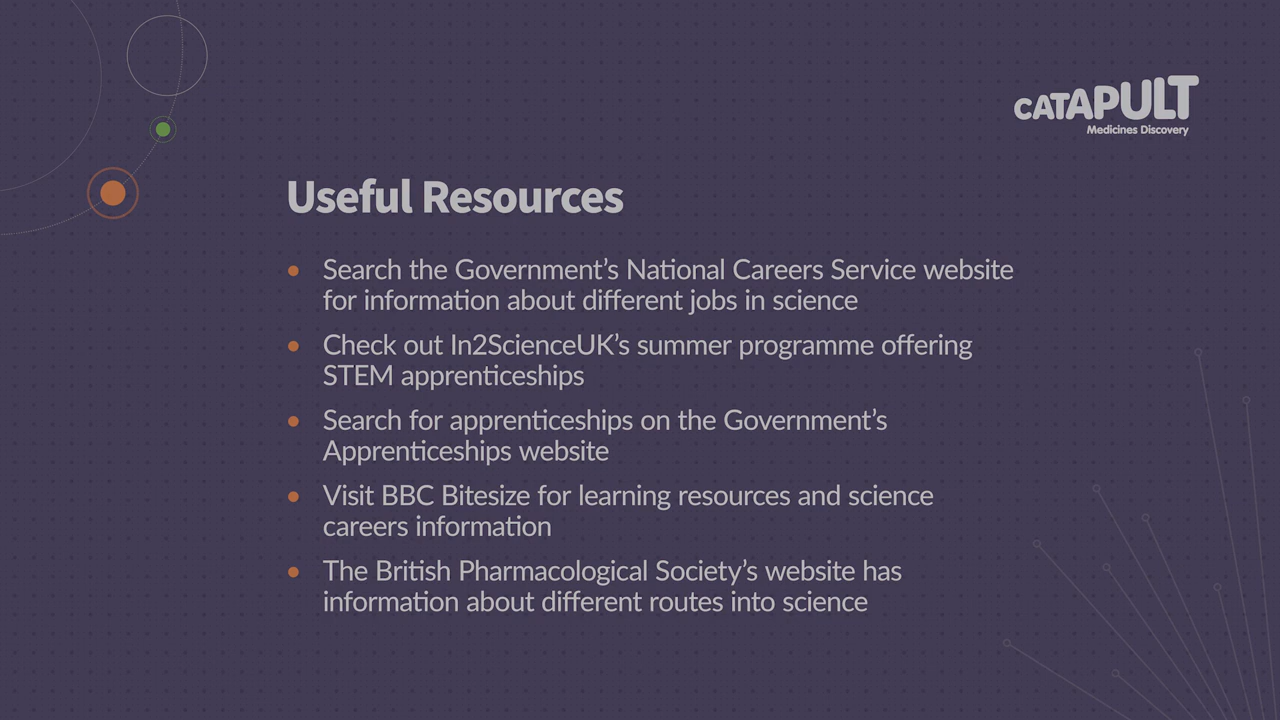 CATAPULT
Medicines Discovery
Useful Resources
• Search the Government’s National Careers Service website
for information about different jobs in science
• Check out In2ScienceUK’s summer programme offering
STEM apprenticeships
• Search for apprenticeships on the Government’s
Apprenticeships website
• Visit BBC Bitesize for learning resources and science
careers information
• The British Pharmacological Society’s website has
information about different routes into science